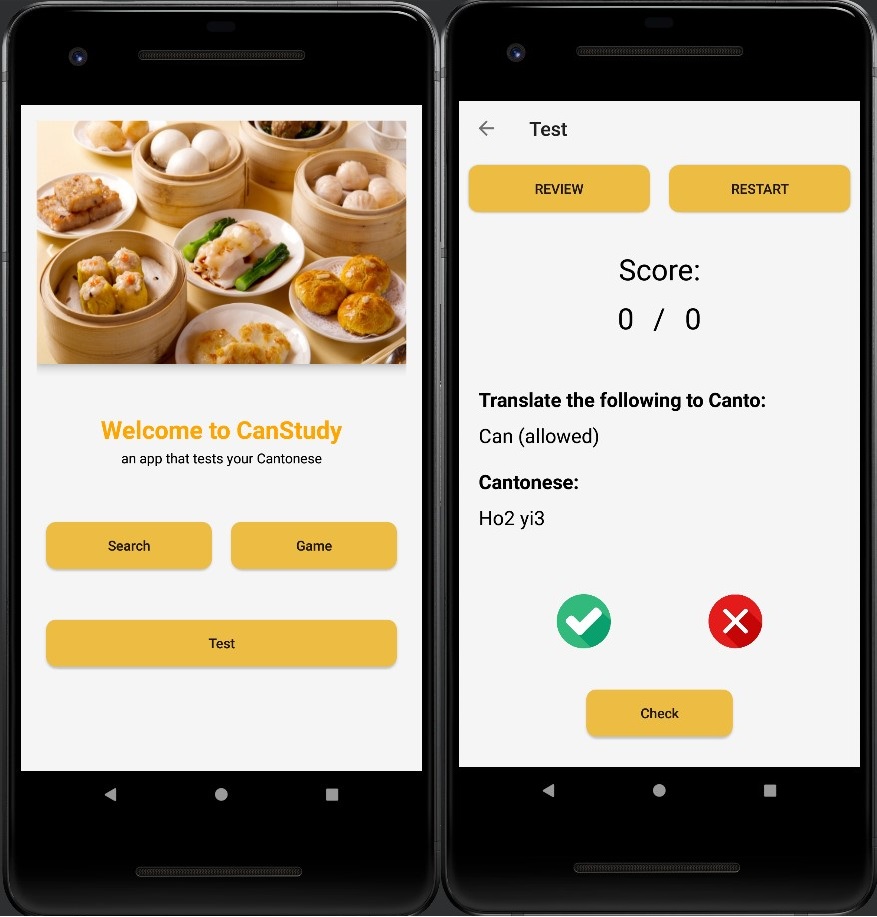 Welcome to CanStudy
an app that tests your Cantonese
Search
Game
Test
Test
REVIEW
RESTART
Score:
0 / 0
Translate the following to Canto:
Can (allowed)
Cantonese:
Ho2 yi3
Check